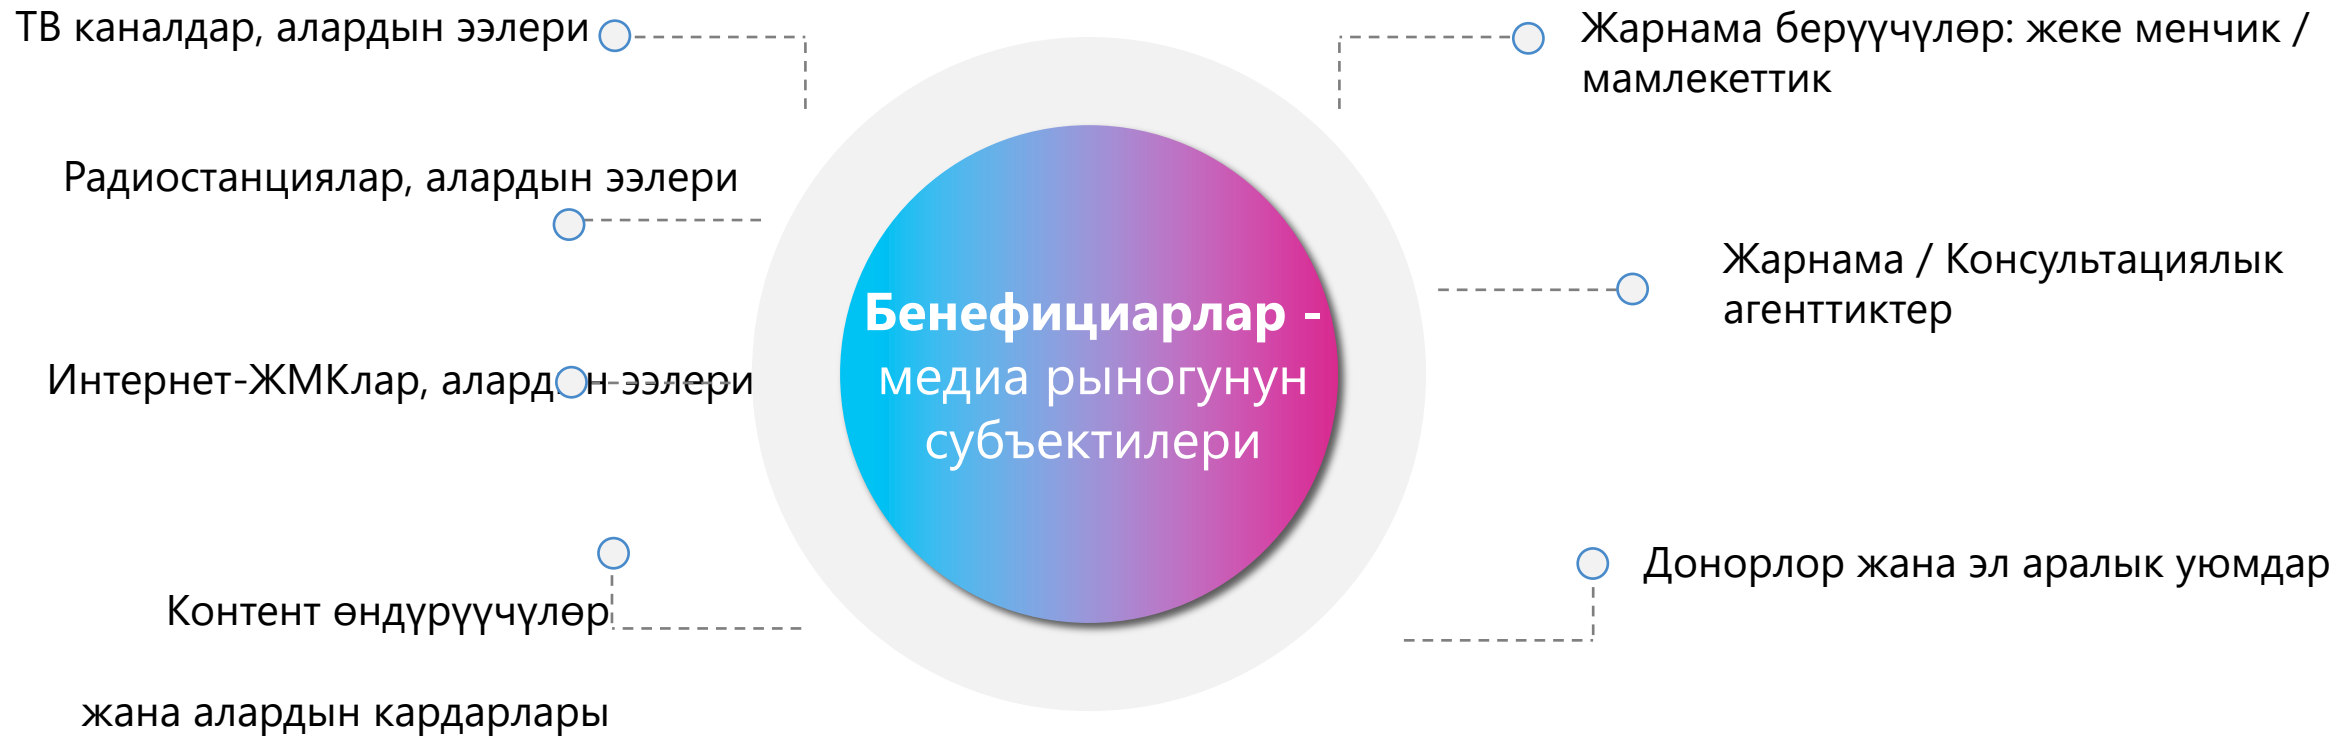 ТВ каналдар, алардын ээлери
Радиостанциялар, алардын ээлери
Интернет-ЖМКлар, алардын ээлери
Контент өндүрүүчүлөр
жана алардын кардарлары
Бенефициарлар -
медиа рыногунун
субъектилери
Жарнама берүүчүлөр: жеке менчик /
мамлекеттик
Жарнама / Консультациялык
агенттиктер
Донорлор жана эл аралык уюмдар